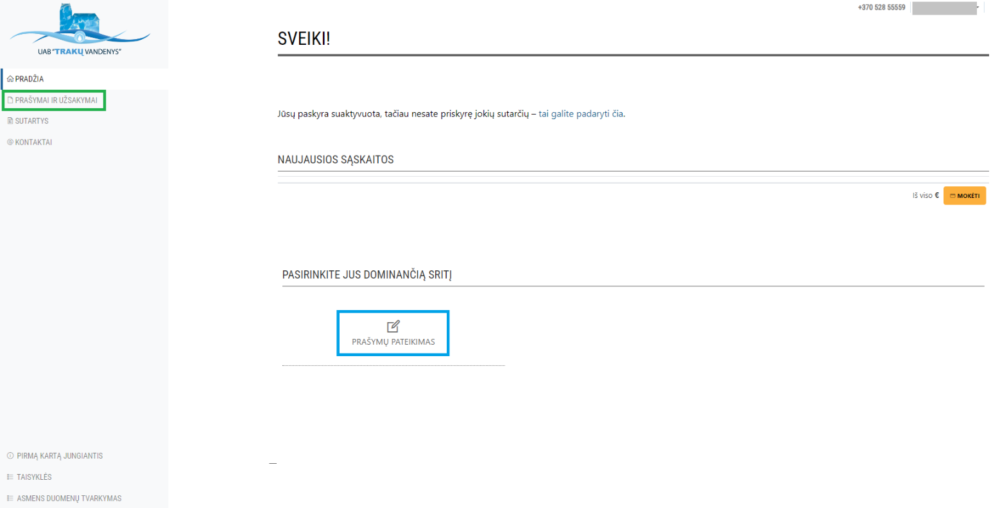 +370 528 55559
UAB "TRAKŲ VANDENYS"
SVEIKI!
PRADŽIA
PRAŠYMAI IR UŽSAKYMAI
SUTARTYS
KONTAKTAI
Jūsų paskyra suaktyvuota, tačiau nesate priskyrę jokių sutarčių – tai galite padaryti čia.
NAUJAUSIOS SĄSKAITOS
Iš viso € MOKĖTI
PASIRINKITE JUS DOMINANČIĄ SRITĮ
PRAŠYMŲ PATEIKIMAS
PIRMĄ KARTĄ JUNGIANTIS
TAISYKLĖS
ASMENS DUOMENŲ TVARKYMAS